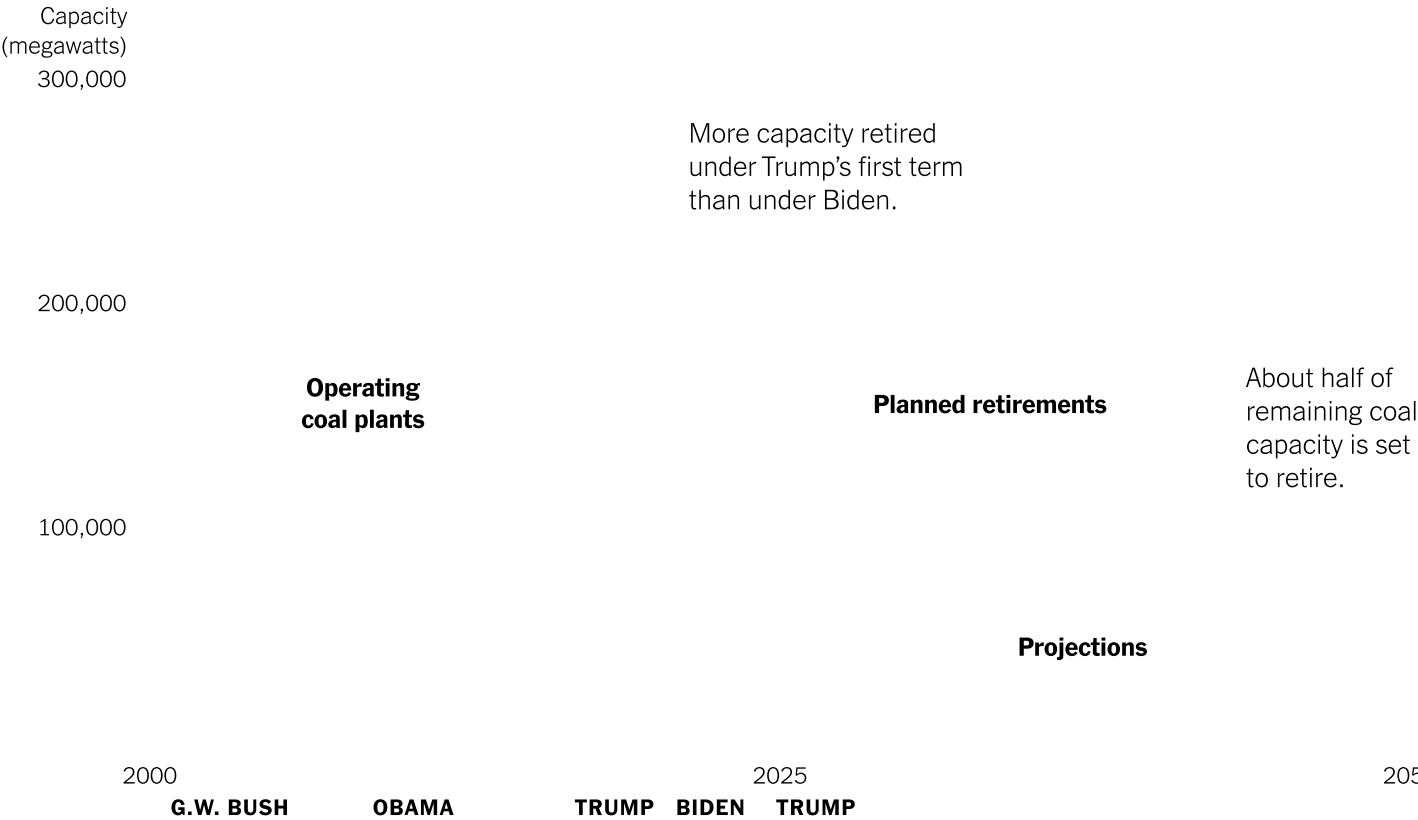 Capacity
(megawatts)
300,000
More capacity retired
under Trump’s first term
than under Biden.
200,000
Operating
coal plants
Planned retirements
About half of
remaining coal
capacity is set
to retire.
100,000
Projections
2000
2025
205
G.W. BUSH
OBAMA
TRUMP
BIDEN
TRUMP